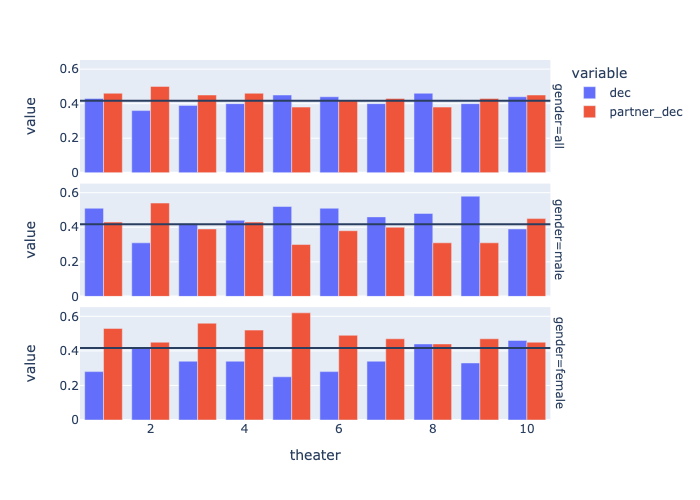 variable
dec
partner_dec
value
0.6
0.4
0.2
0
gender=all
value
0.6
0.4
0.2
0
gender=male
value
0.6
0.4
0.2
0
gender=female
2 4 6 8 10
theater